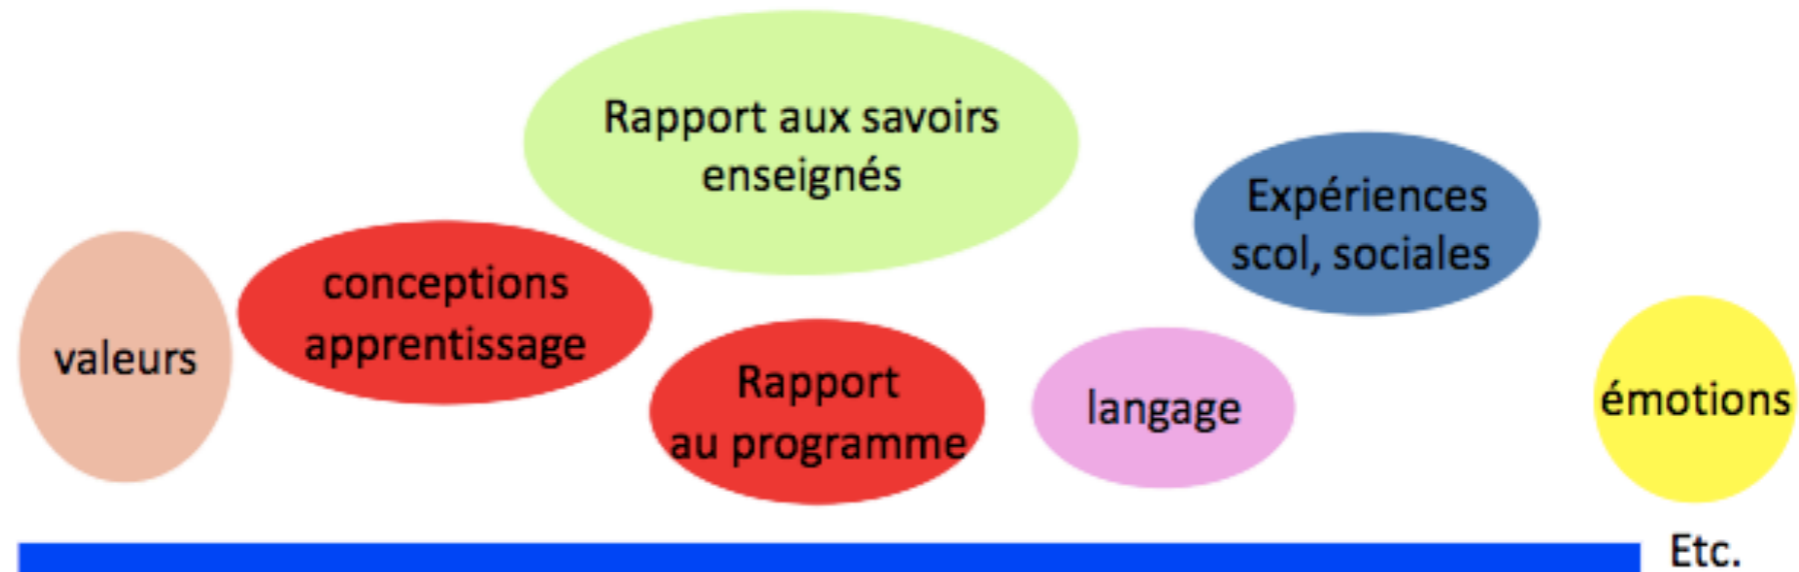 Rapport aux savoirs
enseignés
Expériences
scol, sociales
conceptions
apprentissage
valeurs
Rapport
au programme
langage
émotions
Etc.